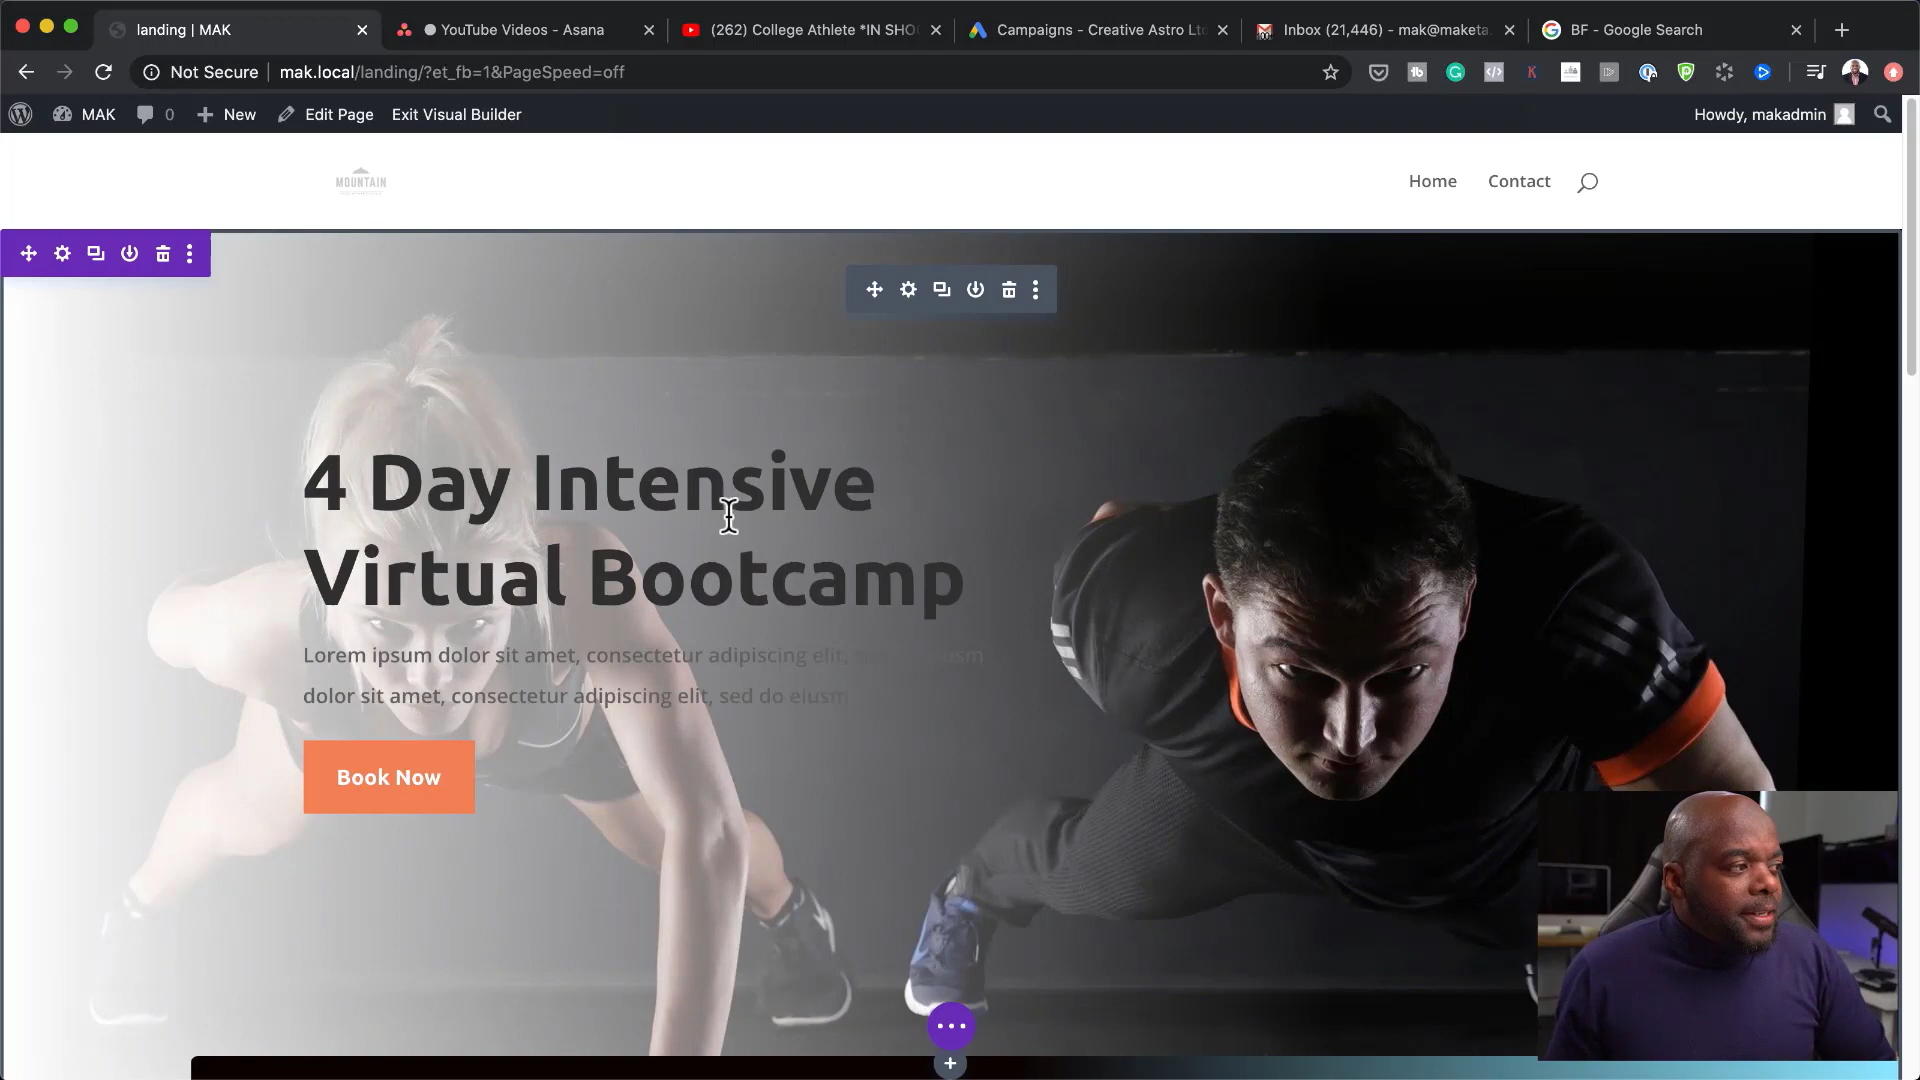 landing | MAK
YouTube Videos - Asana
(262) College Athlete *IN SHO
Campaigns - Creative Astro Ltd
Inbox (21,446) - mak@maketa
BF - Google Search
Not Secure
mak.local/landing/?et_fb=1&PageSpeed=off
MAK
0
New
Edit Page
Exit Visual Builder
Howdy, makadmin
MOUNTAIN
Home
Contact
4 Day Intensive
Virtual Bootcamp
Lorem ipsum dolor sit amet, consectetur adipiscing elit,
dolor sit amet, consectetur adipiscing elit, sed do eiusm
Book Now